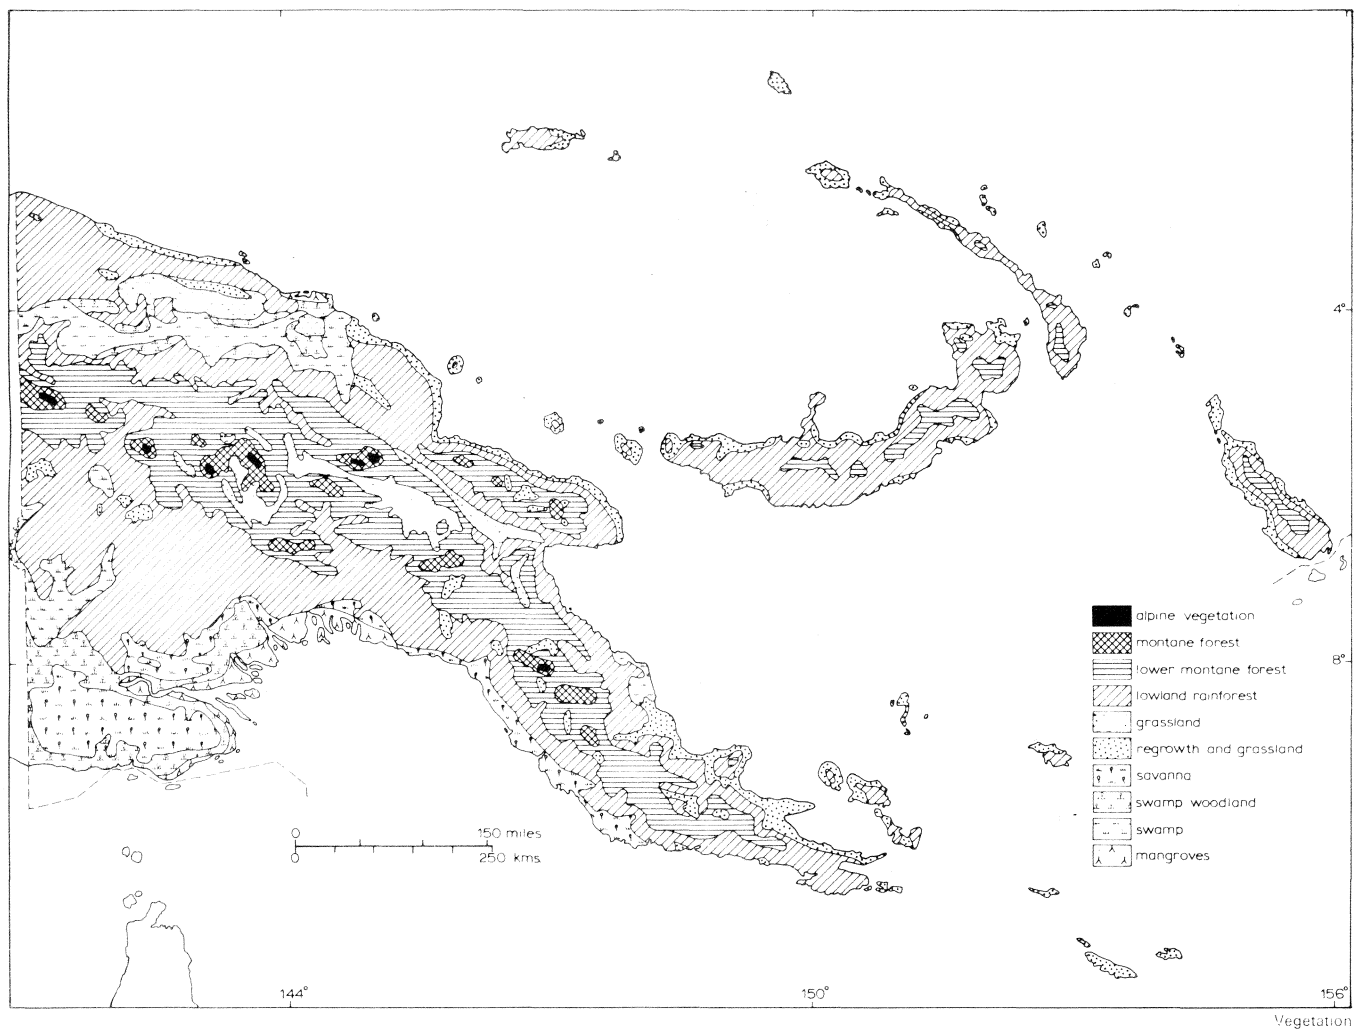 4°
alpine vegetation
montane forest
lower montane forest
8°
lowland rainforest
grassland
regrowth and grassland
savanna
swamp woodland
swamp
mangroves
0 150 miles
0 250 kms.
144° 150° 156°
Vegetation